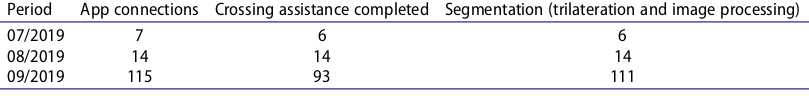 Period App connections Crossing assistance completed Segmentation (trilateration and image processing)
07/2019 7 6 6
08/2019 14 14 14
09/2019 115 93 111